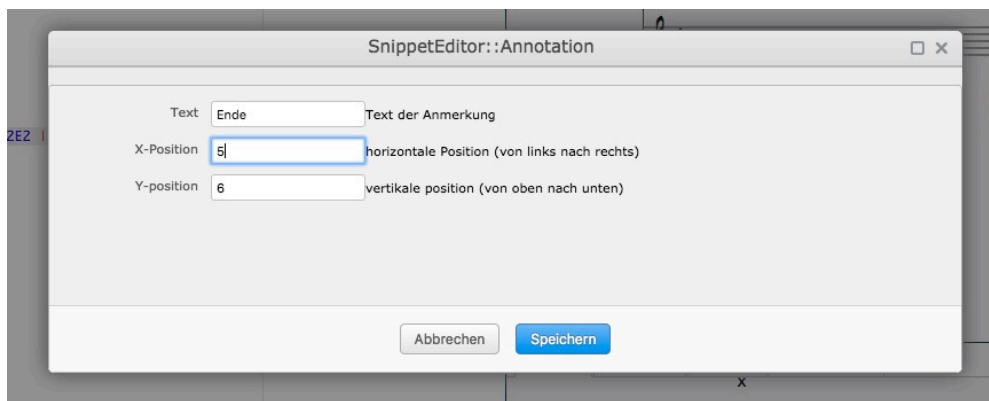 SnippetEditor::Annotation
Text Ende Text der Anmerkung
2E2 |
X-Position 5 horizontale Position (von links nach rechts)
Y-position 6 vertikale position (von oben nach unten)
Abbrechen Speichern
x